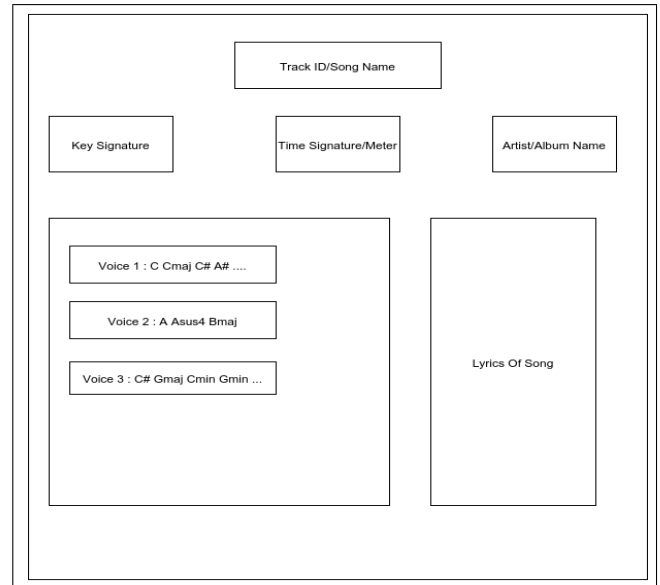 Track ID/Song Name
Key Signature
Time Signature/Meter
Artist/Album Name
Voice 1 : C Cmaj C# A# ....
Voice 2 : A Asus4 Bmaj
Voice 3 : C# Gmaj Cmin Gmin ...
Lyrics Of Song